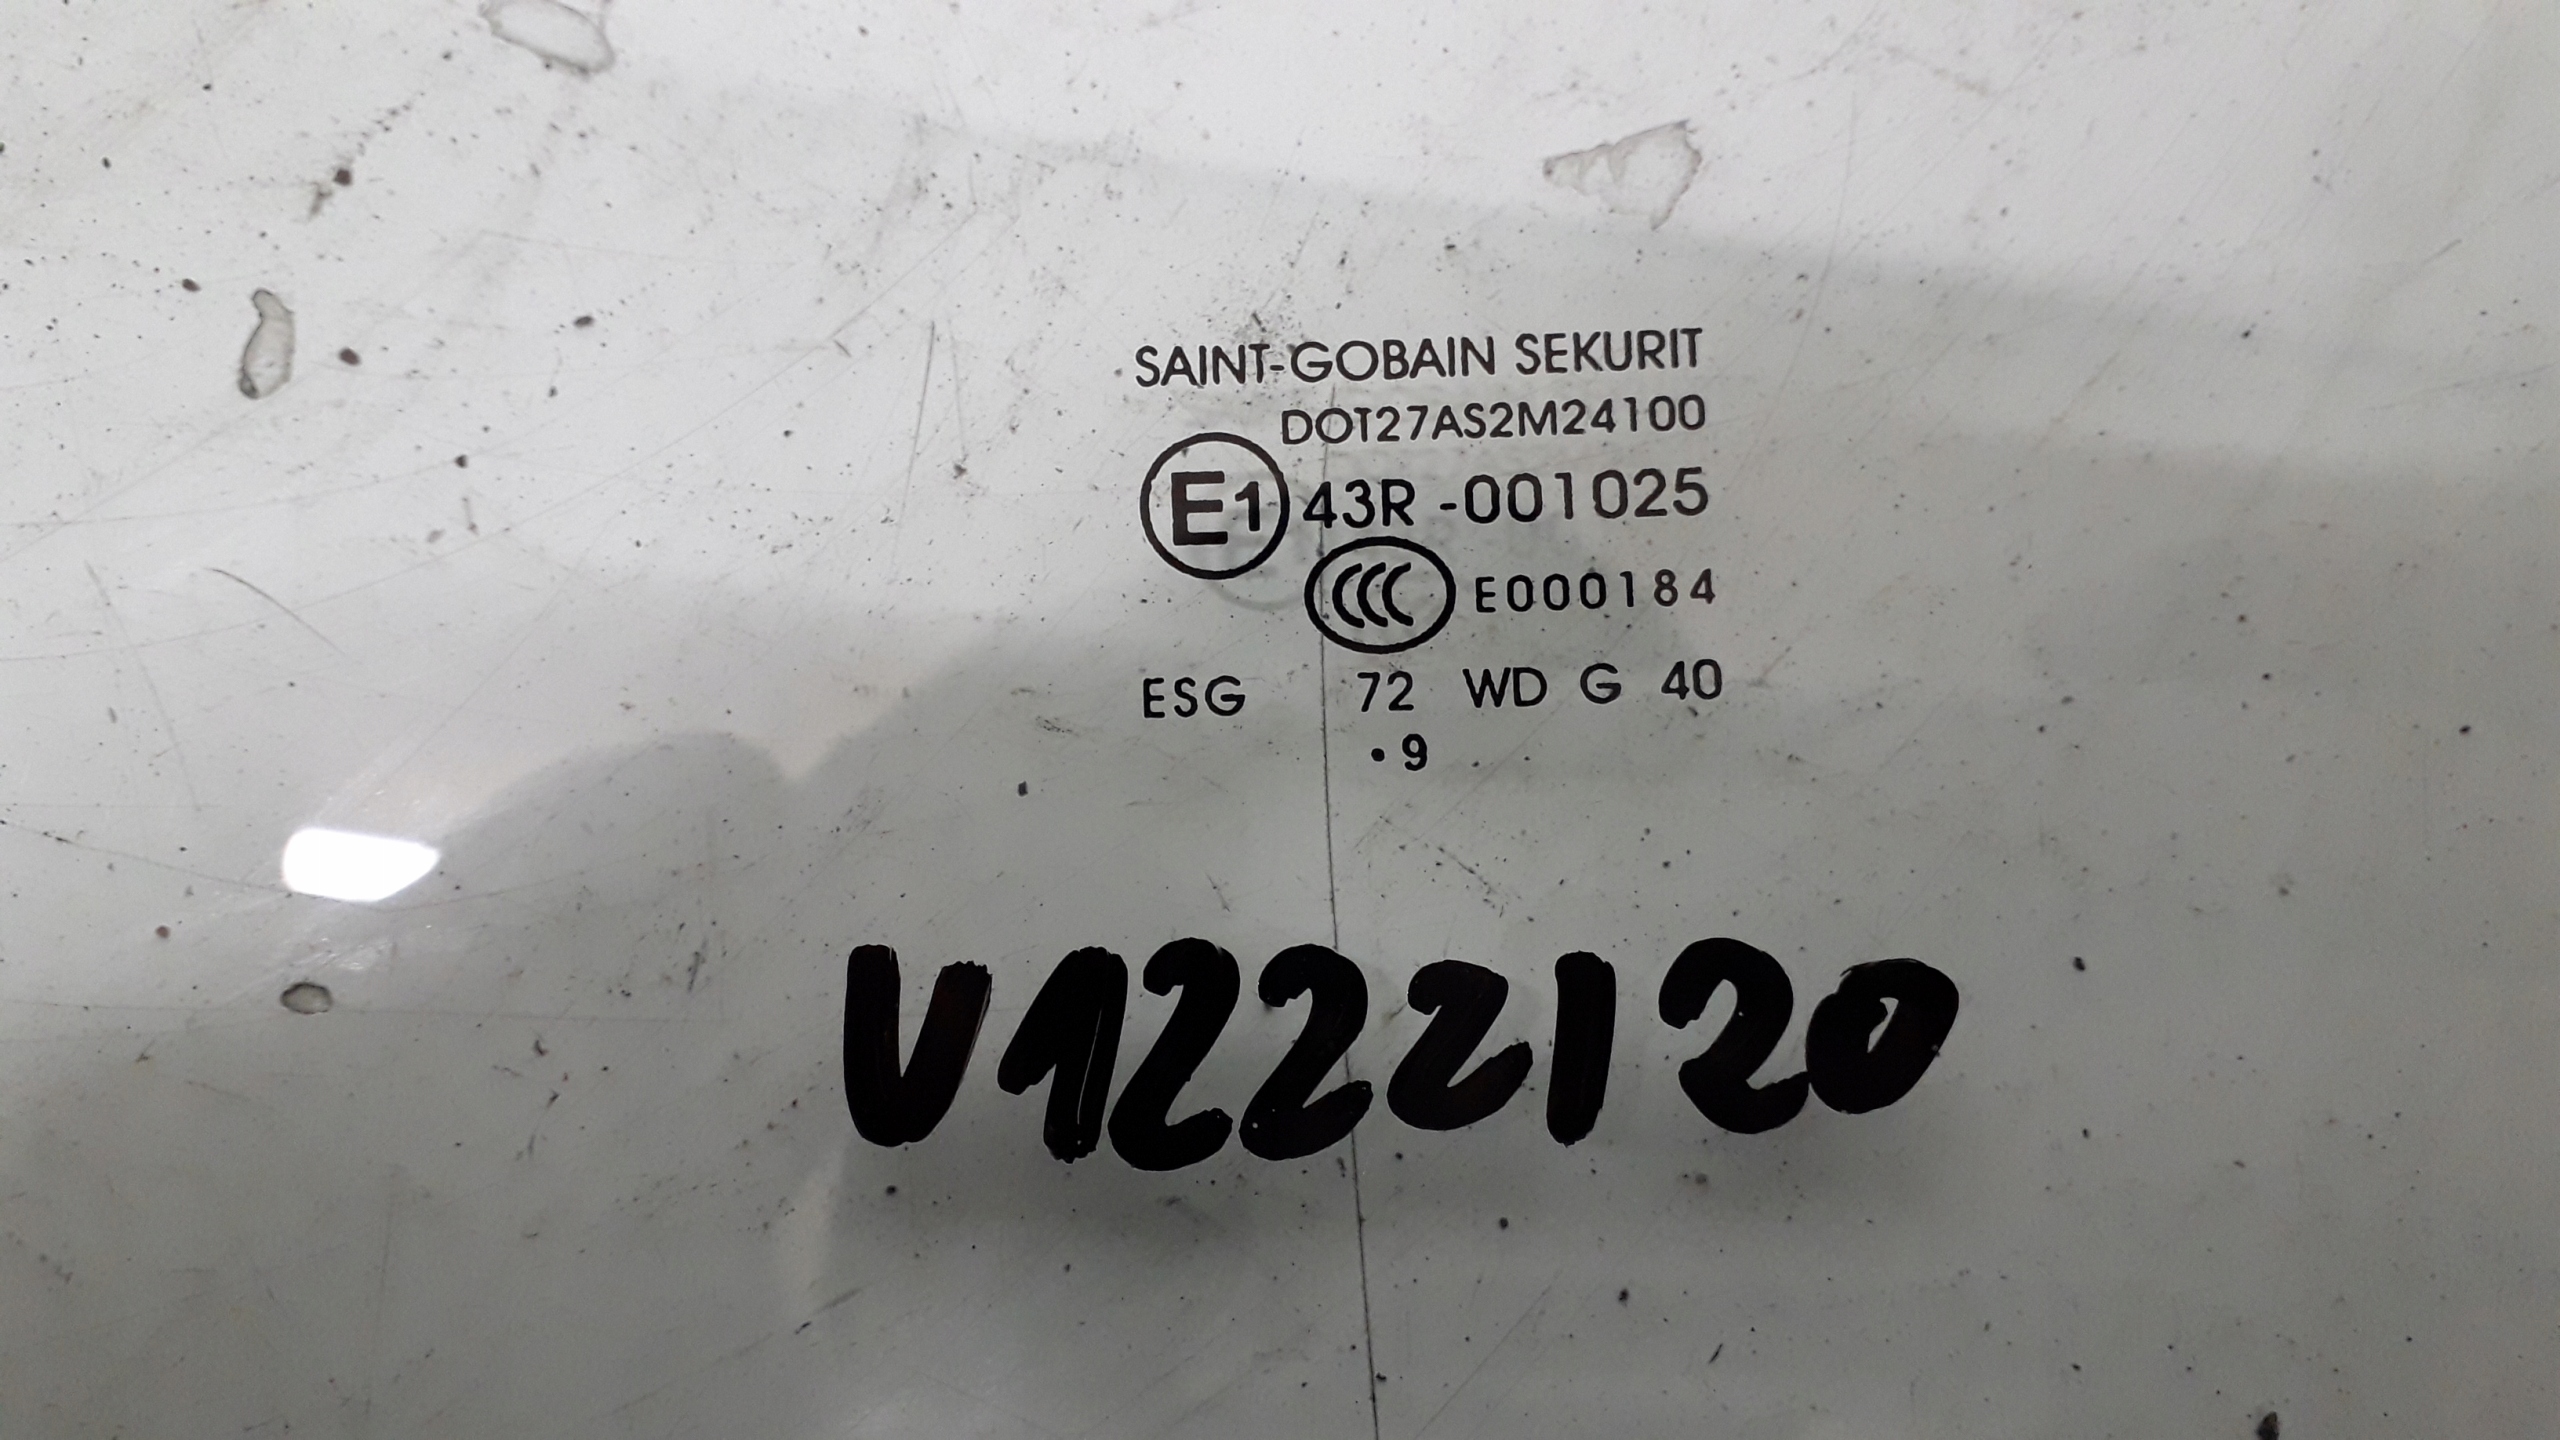 SAINT-GOBAIN SEKURIT
DOT27AS2M24100
E1 43R -001025
CCC E000184
ESG 72 WD G 40
• 9
V1222120